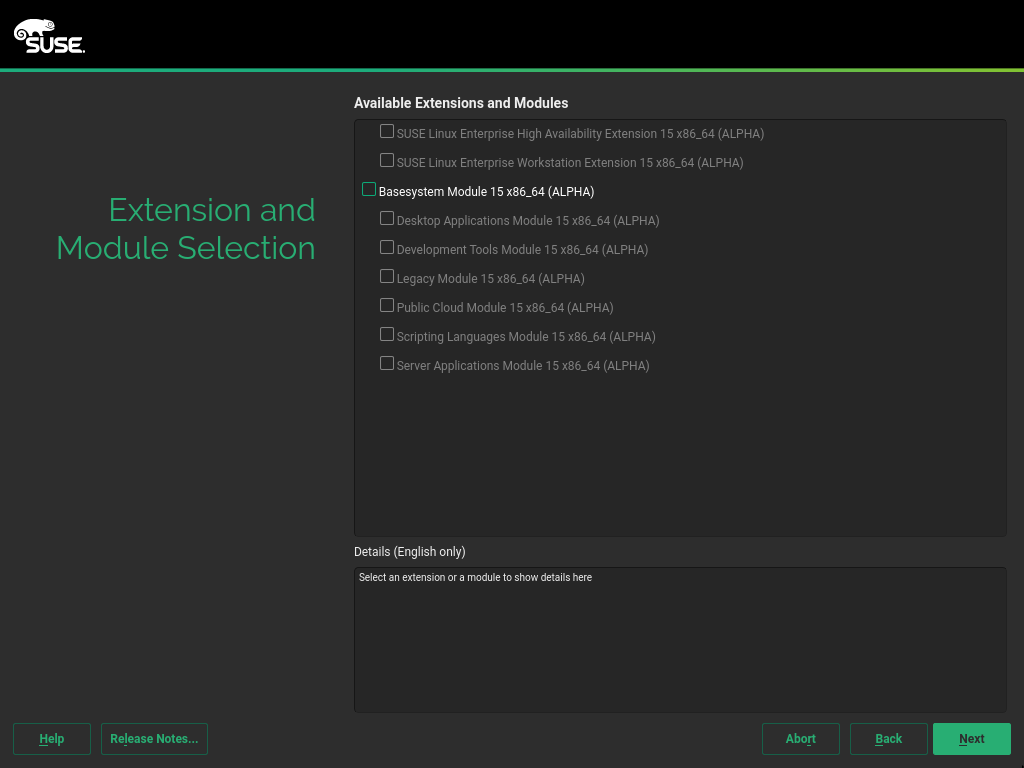 SUSE.
Available Extensions and Modules
SUSE Linux Enterprise High Availability Extension 15 x86_64 (ALPHA)
SUSE Linux Enterprise Workstation Extension 15 x86_64 (ALPHA)
Basesystem Module 15 x86_64 (ALPHA)
Desktop Applications Module 15 x86_64 (ALPHA)
Development Tools Module 15 x86_64 (ALPHA)
Legacy Module 15 x86_64 (ALPHA)
Public Cloud Module 15 x86_64 (ALPHA)
Scripting Languages Module 15 x86_64 (ALPHA)
Server Applications Module 15 x86_64 (ALPHA)
Extension and
Module Selection
Details (English only)
Select an extension or a module to show details here
Help
Release Notes...
Abort
Back
Next